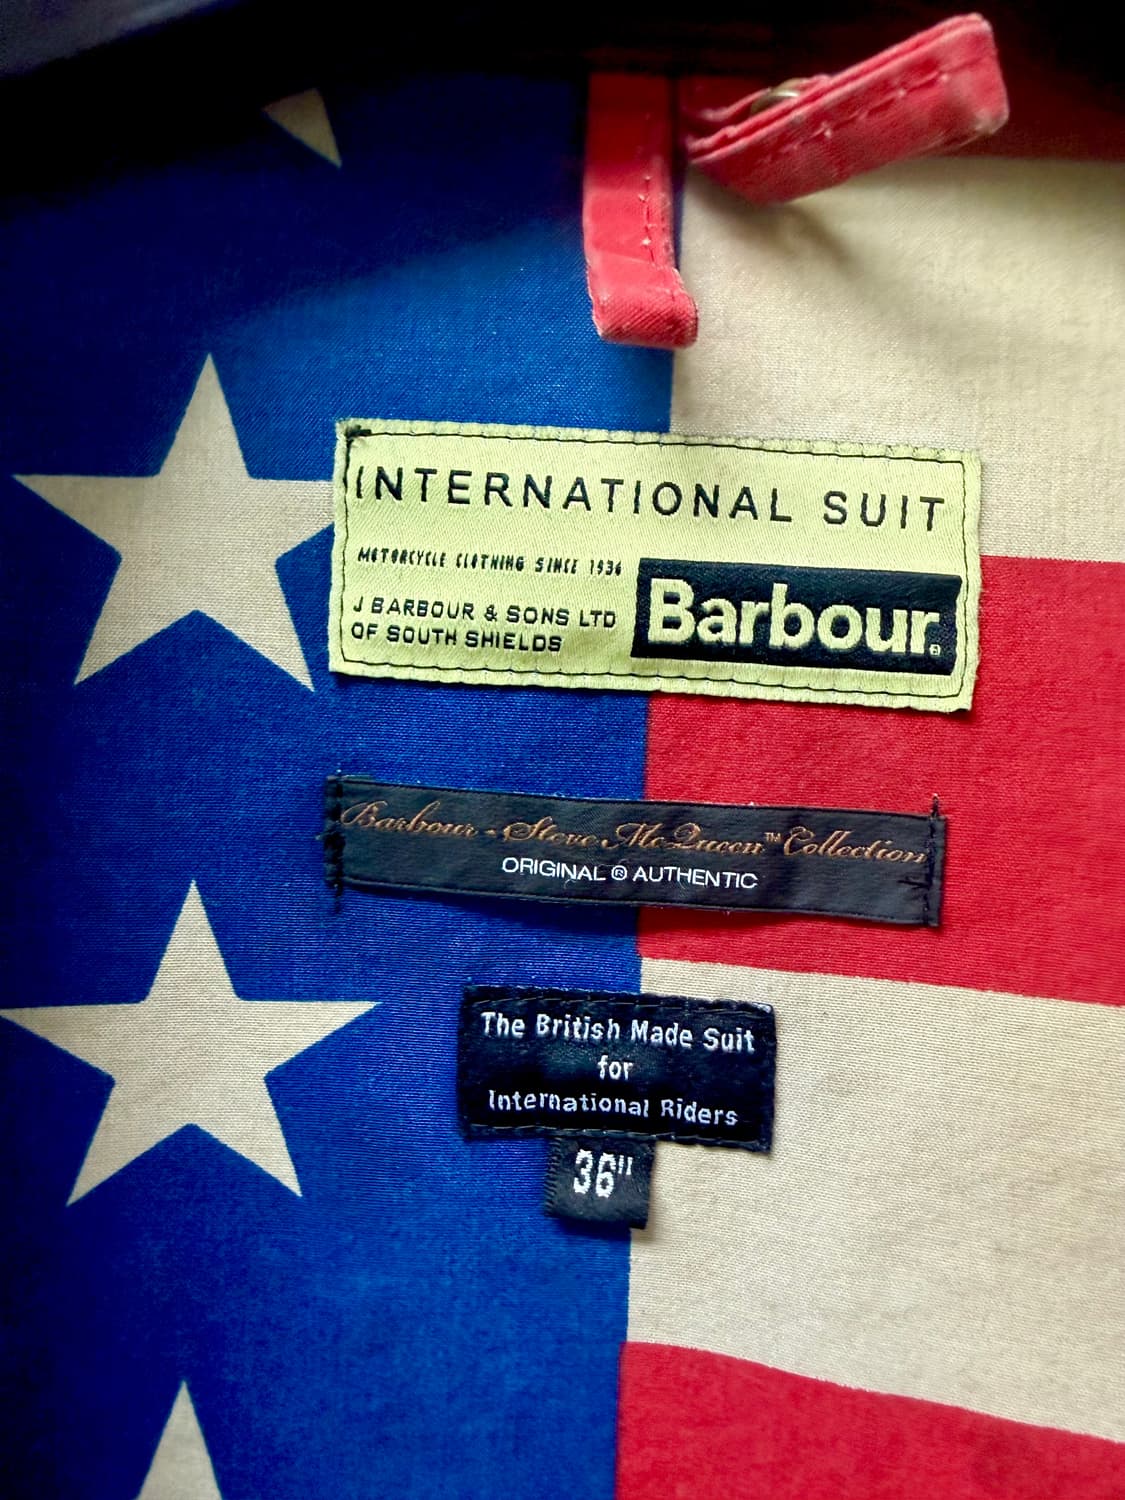 INTERNATIONAL SUIT
MOTORCYCLE CLOTHING SINCE 1936
J BARBOUR & SONS LTD
OF SOUTH SHIELDS
Barbour®
Barbour - Steve McQueen™ Collection
ORIGINAL ® AUTHENTIC
The British Made Suit
for
International Riders
36"